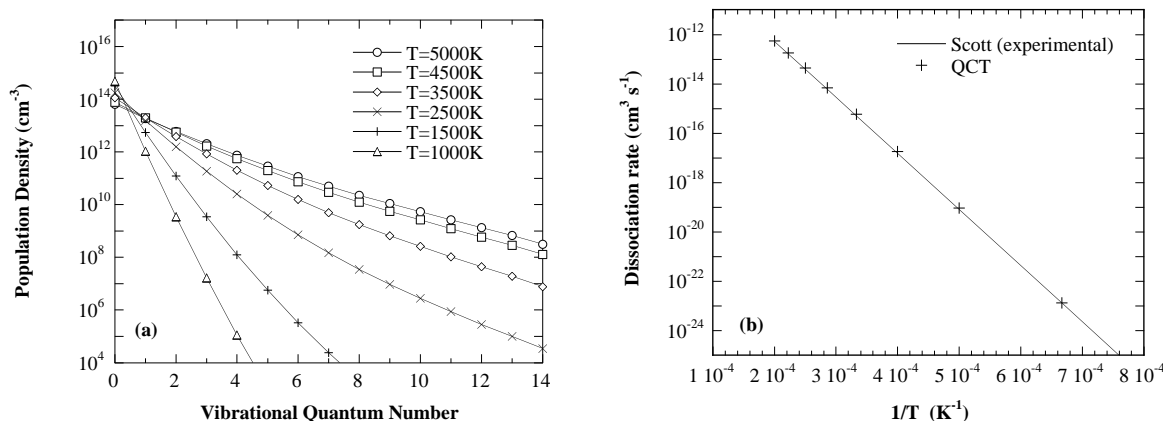 10^16
10^14
10^12
10^10
10^8
10^6
10^4
Population Density (cm^-3)
T=5000K
T=4500K
T=3500K
T=2500K
T=1500K
T=1000K
(a)
0 2 4 6 8 10 12 14
Vibrational Quantum Number
10^-12
10^-14
10^-16
10^-18
10^-20
10^-22
10^-24
Dissociation rate (cm^3 s^-1)
Scott (experimental)
QCT
(b)
1 10^-4 2 10^-4 3 10^-4 4 10^-4 5 10^-4 6 10^-4 7 10^-4 8 10^-4
1/T (K^-1)